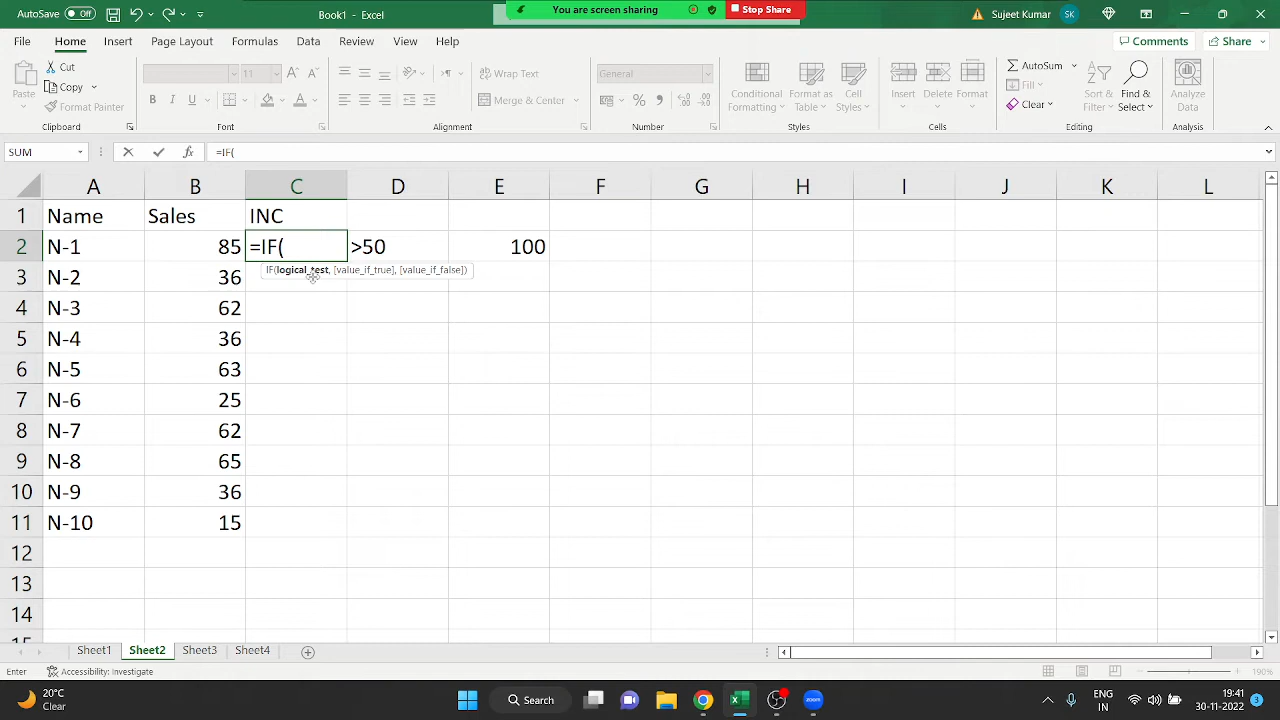 AutoSave Off
Book1 - Excel
You are screen sharing
Stop Share
Sujeet Kumar
SK
File Home Insert Page Layout Formulas Data Review View Help
Comments
Share
Paste
Cut
Copy
Format Painter
Clipboard
11
B I U
Font
Wrap Text
Merge & Center
Alignment
General
Number
Conditional Formatting
Format as Table
Cell Styles
Styles
Insert Delete Format
Cells
AutoSum
Fill
Clear
Sort & Filter
Find & Select
Editing
Analyze Data
Analysis
SUM
fx
=IF(
A B C D E F G H I J K L
1 Name Sales INC
2 N-1 85 =IF( >50 100
IF(logical_test, [value_if_true], [value_if_false])
3 N-2 36
4 N-3 62
5 N-4 36
6 N-5 63
7 N-6 25
8 N-7 62
9 N-8 65
10 N-9 36
11 N-10 15
12
13
14
15
Sheet1 Sheet2 Sheet3 Sheet4
Enter
Accessibility: Investigate
190%
20°C
Clear
Search
ENG
IN
19:14
30-11-2022
3